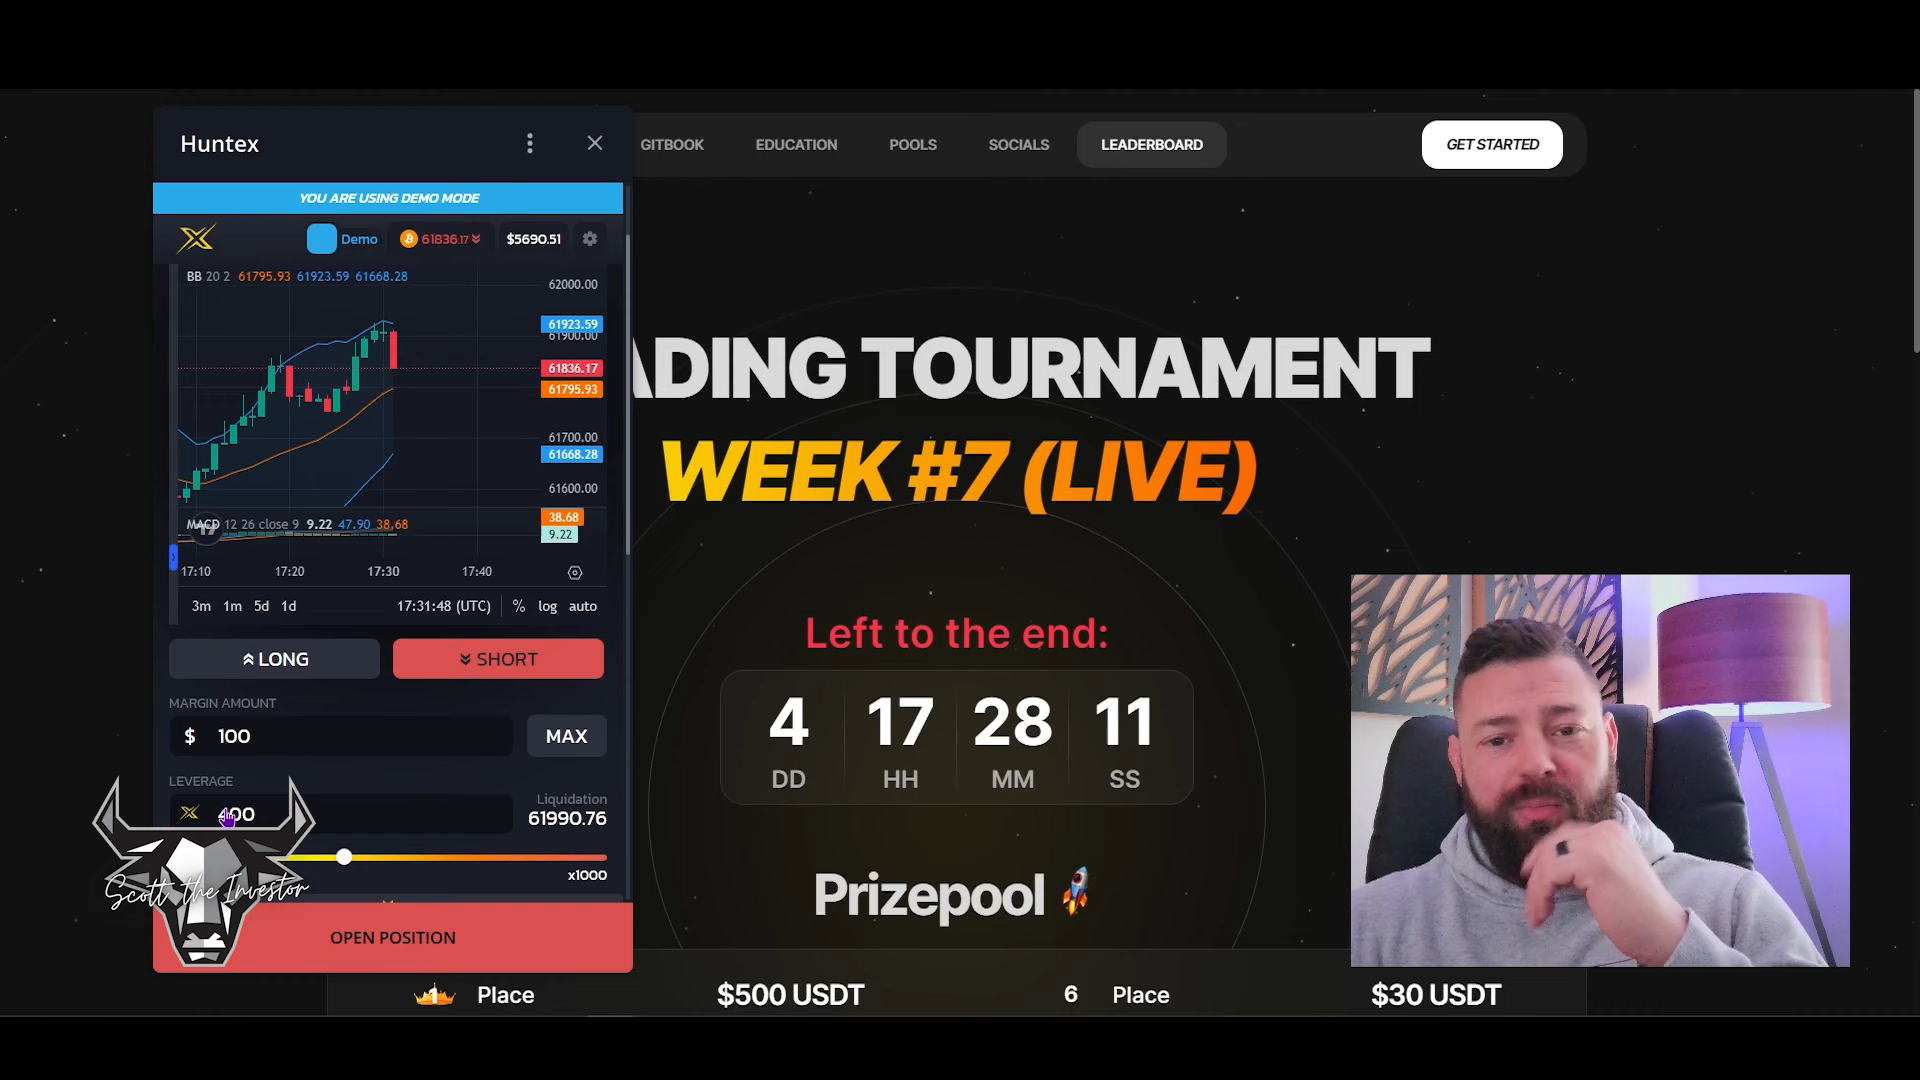 Huntex
GITBOOK
EDUCATION
POOLS
SOCIALS
LEADERBOARD
GET STARTED
YOU ARE USING DEMO MODE
Demo
61836.17
$5690.51
BB 20 2 61795.93 61923.59 61668.28
62000.00
61923.59
61900.00
61836.17
61795.93
61700.00
61668.28
61600.00
MACD 12 26 close 9 9.22 47.90 38.68
38.68
9.22
17:10 17:20 17:30 17:40
3m 1m 5d 1d 17:31:48 (UTC) % log auto
LONG
SHORT
MARGIN AMOUNT
$ 100
MAX
LEVERAGE
400
Liquidation
61990.76
x1000
OPEN POSITION
Scott the Investor
ADING TOURNAMENT
WEEK #7 (LIVE)
Left to the end:
4 17 28 11
DD HH MM SS
Prizepool
1 Place $500 USDT 6 Place $30 USDT